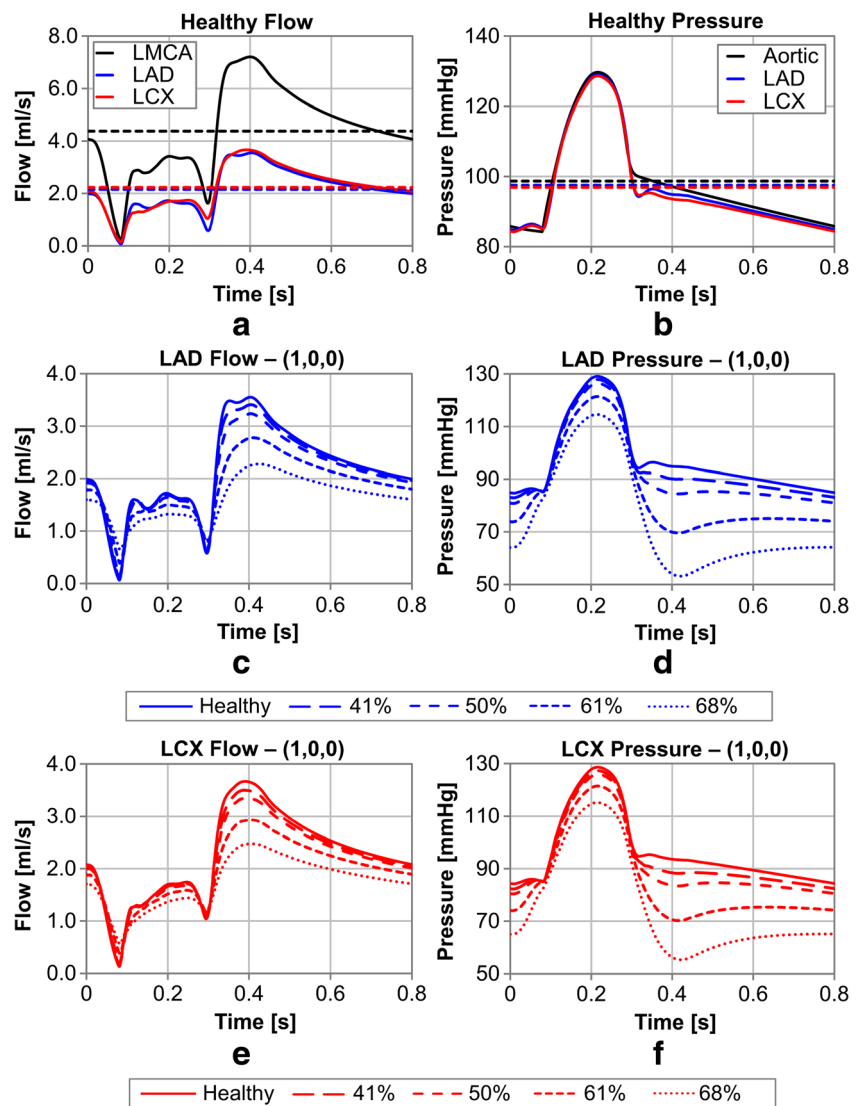 Healthy Flow
Healthy Pressure
8.0
6.0
4.0
2.0
0.0
Flow [ml/s]
LMCA
LAD
LCX
0 0.2 0.4 0.6 0.8
Time [s]
a
140
120
100
80
Pressure [mmHg]
Aortic
LAD
LCX
0 0.2 0.4 0.6 0.8
Time [s]
b
LAD Flow – (1,0,0)
LAD Pressure – (1,0,0)
4.0
3.0
2.0
1.0
0.0
Flow [ml/s]
0 0.2 0.4 0.6 0.8
Time [s]
c
130
110
90
70
50
Pressure [mmHg]
0 0.2 0.4 0.6 0.8
Time [s]
d
Healthy 41% 50% 61% 68%
LCX Flow – (1,0,0)
LCX Pressure – (1,0,0)
4.0
3.0
2.0
1.0
0.0
Flow [ml/s]
0 0.2 0.4 0.6 0.8
Time [s]
e
130
110
90
70
50
Pressure [mmHg]
0 0.2 0.4 0.6 0.8
Time [s]
f
Healthy 41% 50% 61% 68%